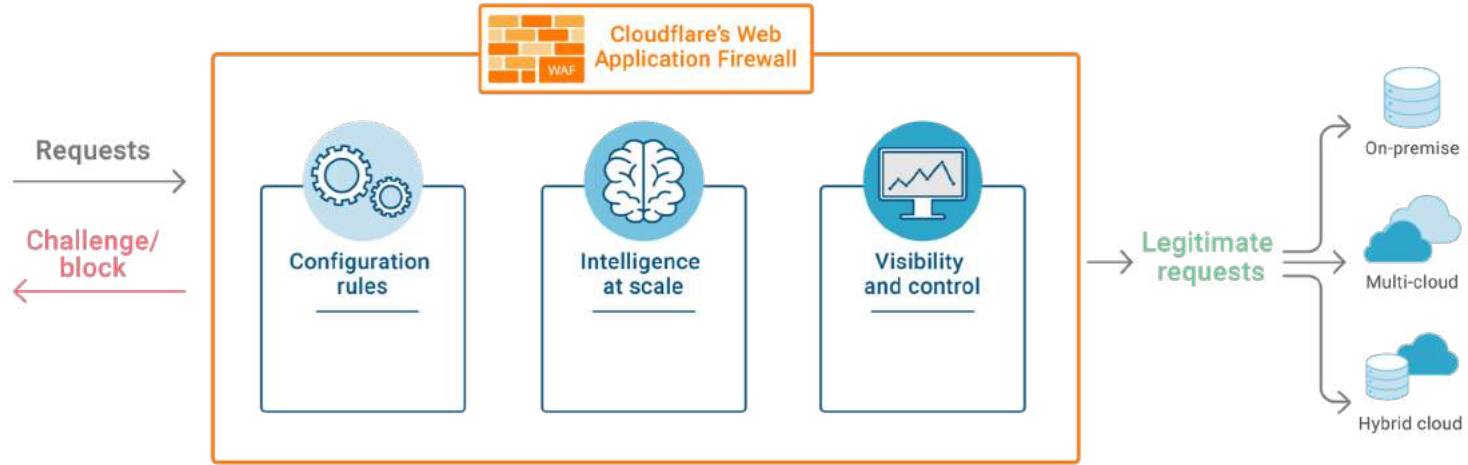 Cloudflare's Web
Application Firewall
WAF
Requests
Challenge/
block
Configuration
rules
Intelligence
at scale
Visibility
and control
Legitimate
requests
On-premise
Multi-cloud
Hybrid cloud